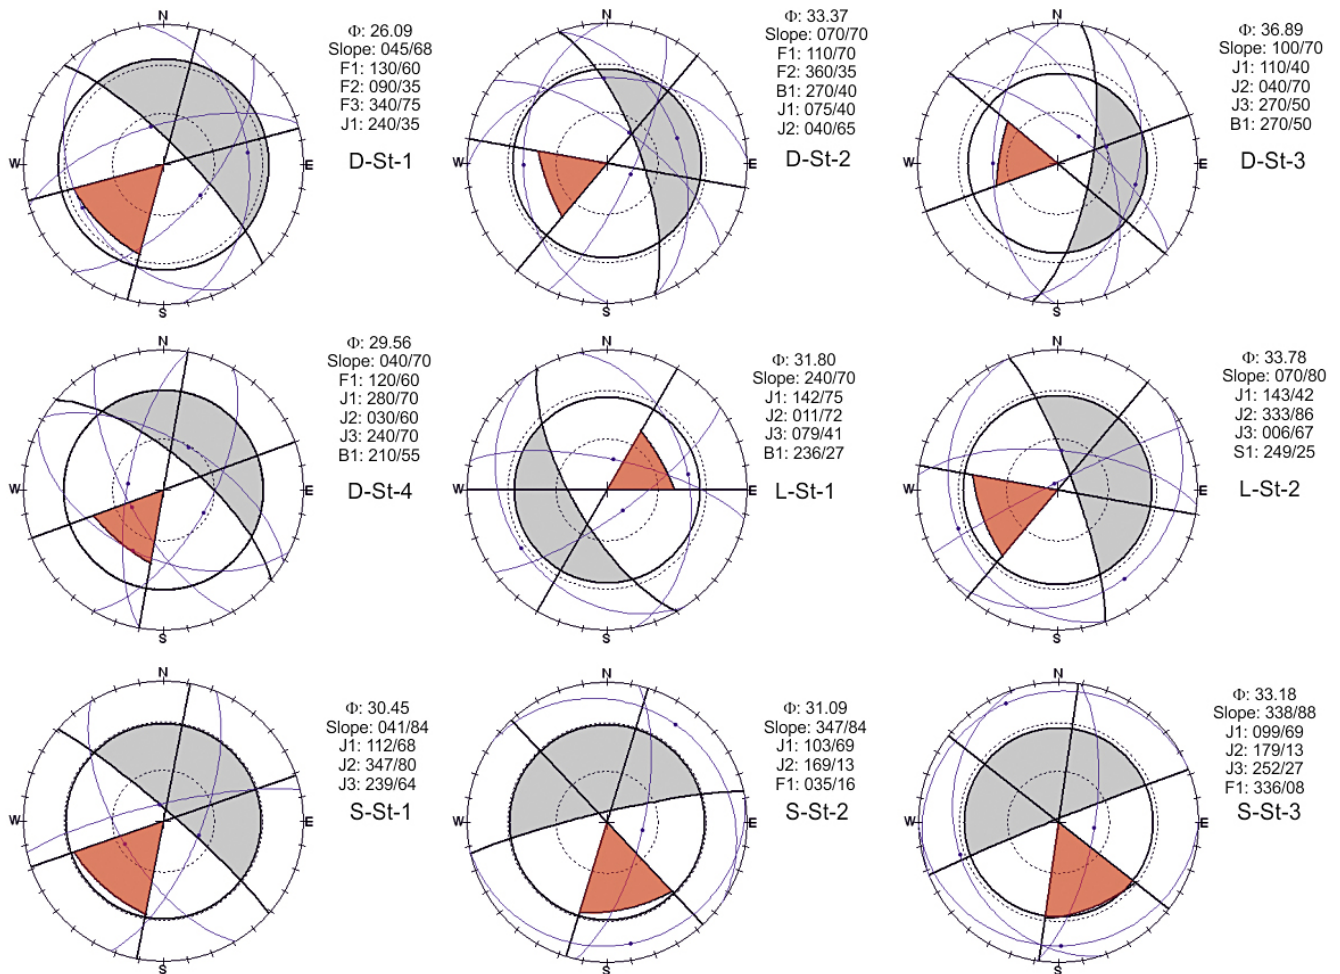 N
W
E
S
Φ: 26.09
Slope: 045/68
F1: 130/60
F2: 090/35
F3: 340/75
J1: 240/35
D-St-1
N
W
E
S
Φ: 33.37
Slope: 070/70
F1: 110/70
F2: 360/35
B1: 270/40
J1: 075/40
J2: 040/65
D-St-2
N
W
E
S
Φ: 36.89
Slope: 100/70
J1: 110/40
J2: 040/70
J3: 270/50
B1: 270/50
D-St-3
N
W
E
S
Φ: 29.56
Slope: 040/70
F1: 120/60
J1: 280/70
J2: 030/60
J3: 240/70
B1: 210/55
D-St-4
N
W
E
S
Φ: 31.80
Slope: 240/70
J1: 142/75
J2: 011/72
J3: 079/41
B1: 236/27
L-St-1
N
W
E
S
Φ: 33.78
Slope: 070/80
J1: 143/42
J2: 333/86
J3: 006/67
S1: 249/25
L-St-2
N
W
E
S
Φ: 30.45
Slope: 041/84
J1: 112/68
J2: 347/80
J3: 239/64
S-St-1
N
W
E
S
Φ: 31.09
Slope: 347/84
J1: 103/69
J2: 169/13
F1: 035/16
S-St-2
N
W
E
S
Φ: 33.18
Slope: 338/88
J1: 099/69
J2: 179/13
J3: 252/27
F1: 336/08
S-St-3